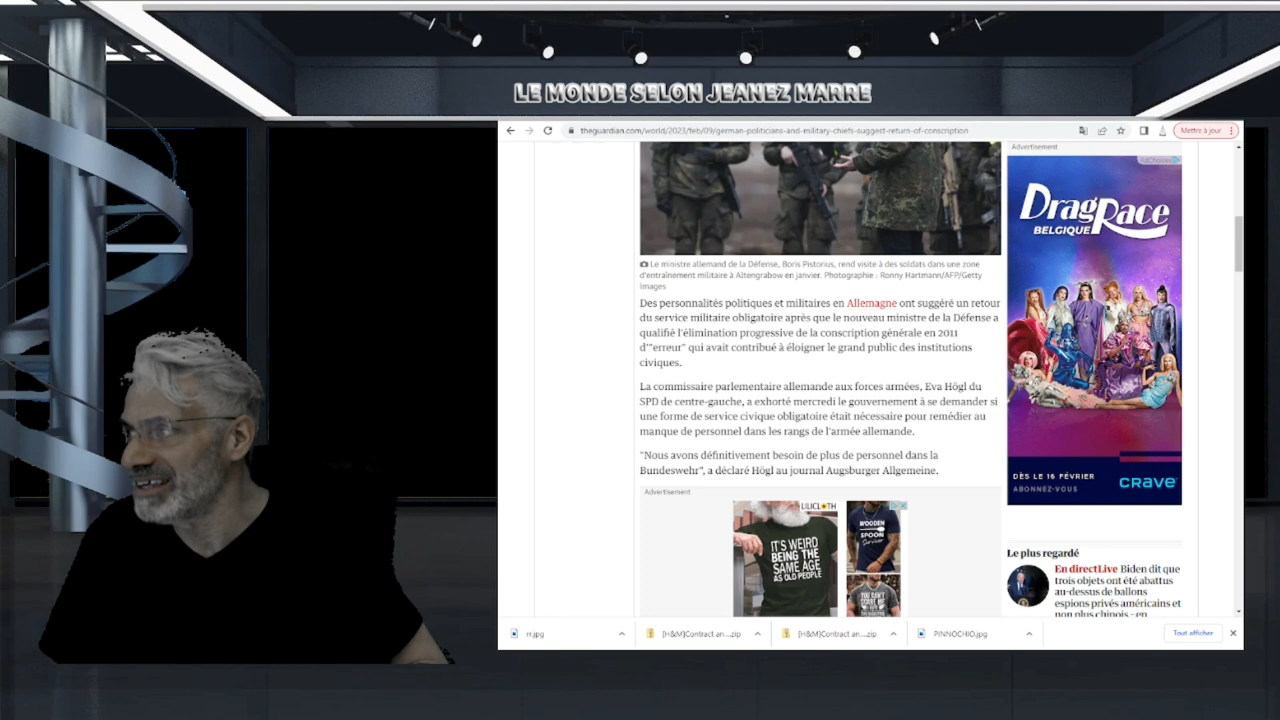 LE MONDE SELON JEANEZ MARRE
theguardian.com/world/2023/feb/09/german-politicians-and-military-chiefs-suggest-return-of-conscription
Mettre à jour
Advertisement
AdChoices
DragRace
BELGIQUE
DÈS LE 16 FÉVRIER
ABONNEZ-VOUS
CRAVE
Le ministre allemand de la Défense, Boris Pistorius, rend visite à des soldats dans une zone
d'entraînement militaire à Altengrabow en janvier. Photographie : Ronny Hartmann/AFP/Getty
Images
Des personnalités politiques et militaires en Allemagne ont suggéré un retour
du service militaire obligatoire après que le nouveau ministre de la Défense a
qualifié l'élimination progressive de la conscription générale en 2011
d'"erreur" qui avait contribué à éloigner le grand public des institutions
civiques.
La commissaire parlementaire allemande aux forces armées, Eva Högl du
SPD de centre-gauche, a exhorté mercredi le gouvernement à se demander si
une forme de service civique obligatoire était nécessaire pour remédier au
manque de personnel dans les rangs de l'armée allemande.
"Nous avons définitivement besoin de plus de personnel dans la
Bundeswehr", a déclaré Högl au journal Augsburger Allgemeine.
Advertisement
LILICLOTH
IT'S WEIRD
BEING THE
SAME AGE
AS OLD PEOPLE
WOODEN
SPOON
Survivor
YOU CAN'T
SCARE ME
Le plus regardé
En directLive Biden dit que
trois objets ont été abattus
au-dessus de ballons
espions privés américains et
non plus chinois - en
rr.jpg
[H&M]Contract an....zip
[H&M]Contract an....zip
PINNOCHIO.jpg
Tout afficher